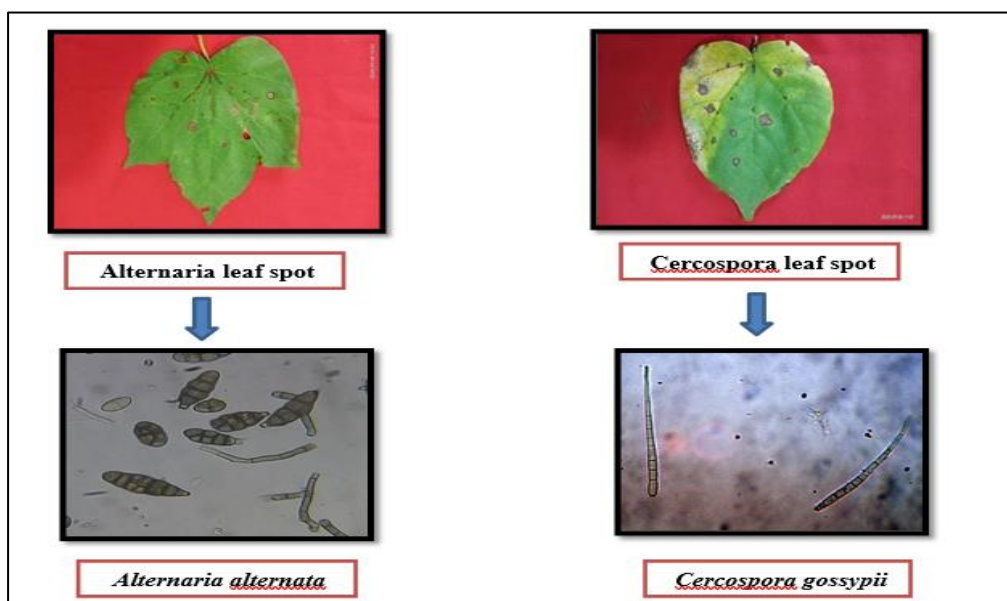 Alternaria leaf spot
Cercospora leaf spot
Alternaria alternata
Cercospora gossypii